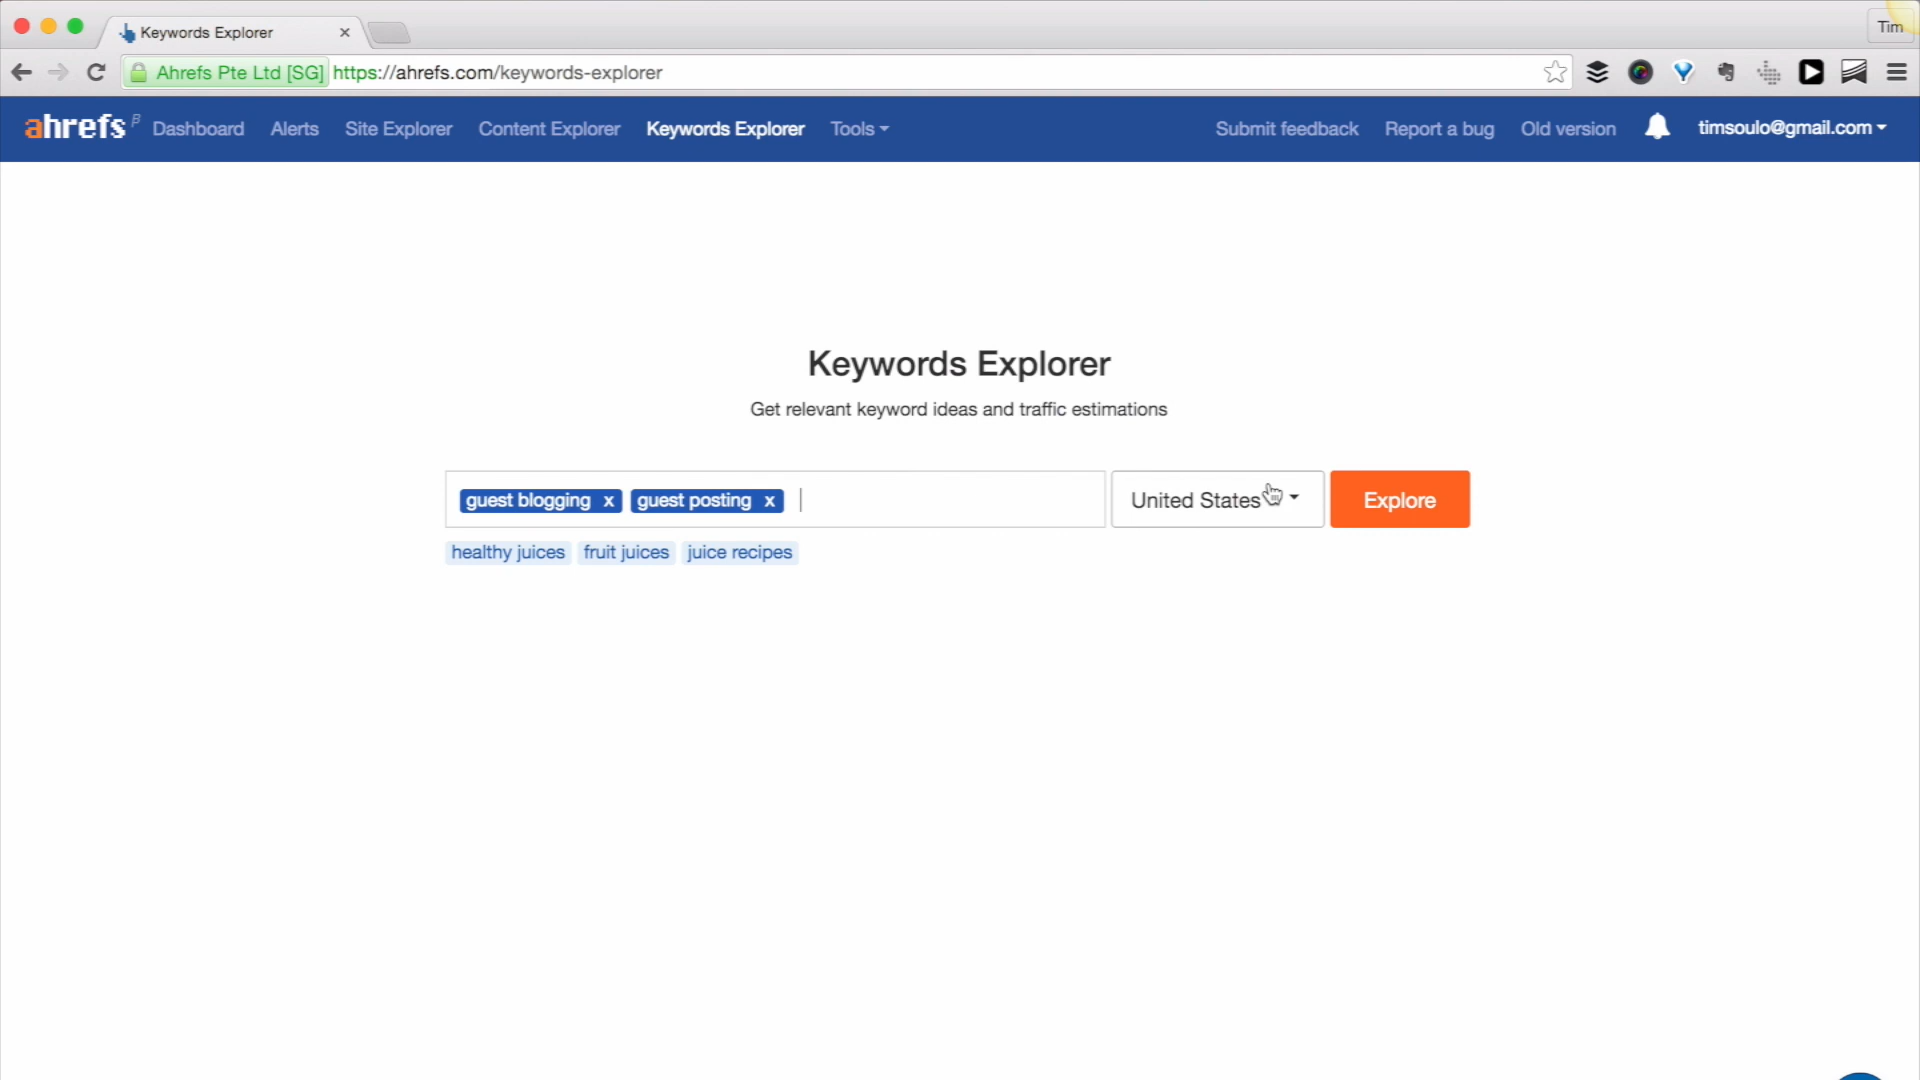 Keywords Explorer ×
Tim
Ahrefs Pte Ltd [SG] https://ahrefs.com/keywords-explorer
ahrefs β Dashboard Alerts Site Explorer Content Explorer Keywords Explorer Tools Submit feedback Report a bug Old version timsoulo@gmail.com
Keywords Explorer
Get relevant keyword ideas and traffic estimations
guest blogging x guest posting x United States Explore
healthy juices fruit juices juice recipes